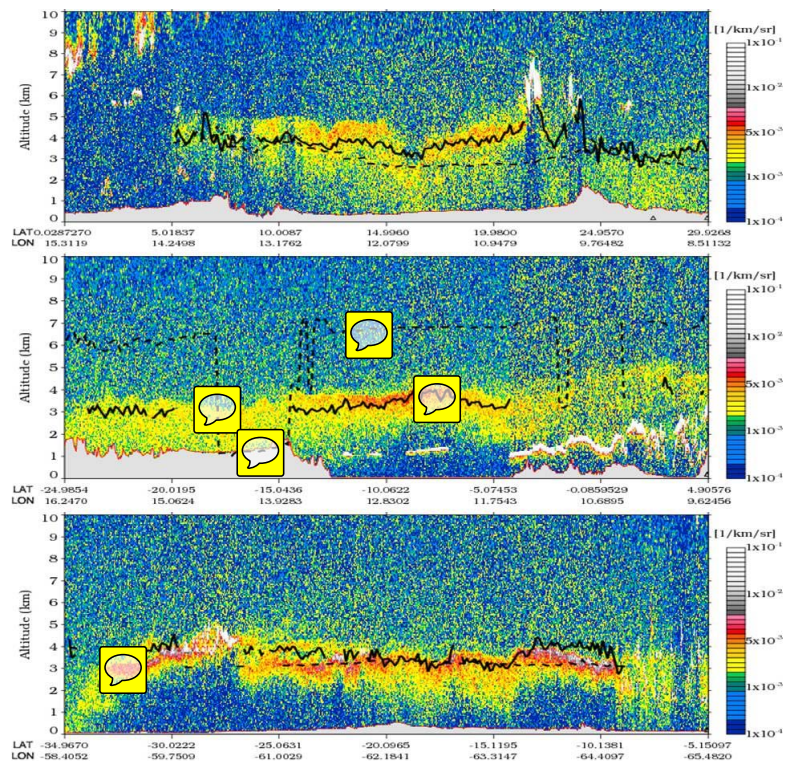 10
9
8
7
6
5
4
3
2
1
0
Altitude (km)
[1/km/sr]
1x10-1
1x10-2
5x10-3
1x10-3
1x10-4
LAT 0.0287270 5.01837 10.0087 14.9960 19.9800 24.9570 29.9268
LON 15.3119 14.2498 13.1762 12.0799 10.9479 9.76482 8.51132
10
9
8
7
6
5
4
3
2
1
0
Altitude (km)
[1/km/sr]
1x10-1
1x10-2
5x10-3
1x10-3
1x10-4
LAT -24.9854 -20.0195 -15.0436 -10.0622 -5.07453 -0.0859529 4.90576
LON 16.2470 15.0624 13.9283 12.8302 11.7543 10.6895 9.62456
10
9
8
7
6
5
4
3
2
1
0
Altitude (km)
[1/km/sr]
1x10-1
1x10-2
5x10-3
1x10-3
1x10-4
LAT -34.9670 -30.0222 -25.0631 -20.0965 -15.1195 -10.1381 -5.15097
LON -58.4052 -59.7509 -61.0029 -62.1841 -63.3147 -64.4097 -65.4820